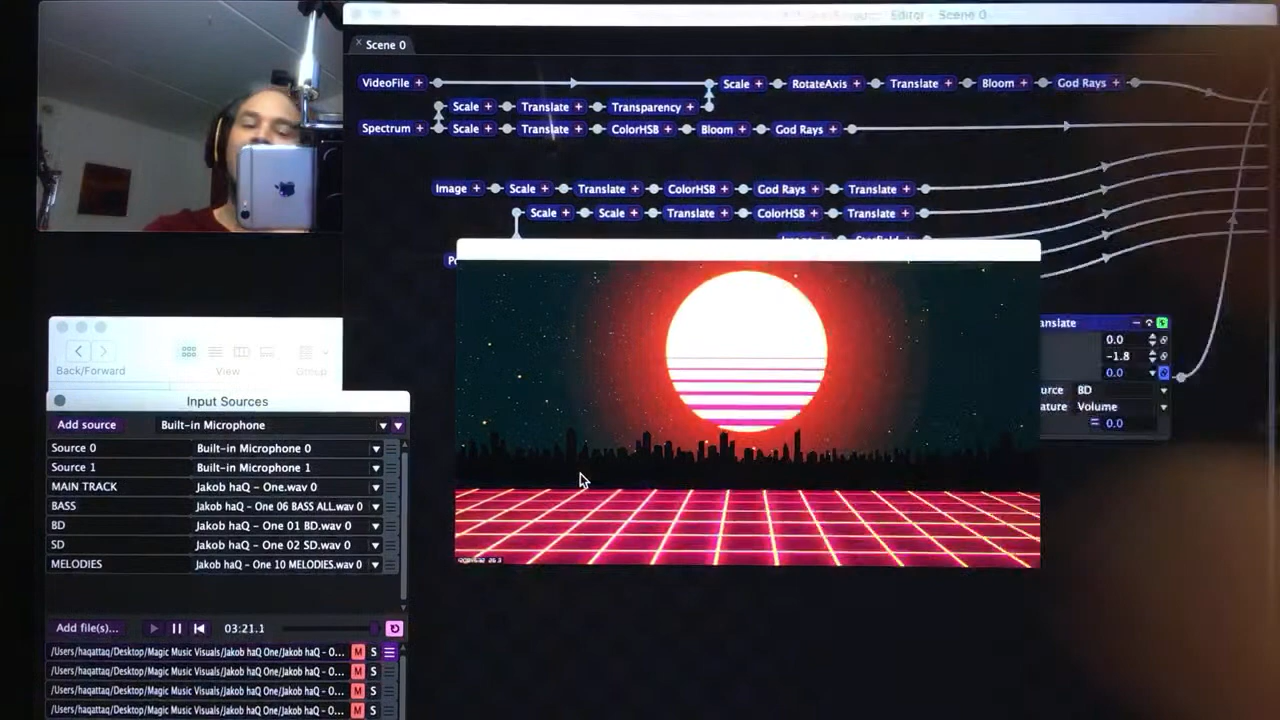 Editor - Scene 0
× Scene 0
VideoFile + Scale + RotateAxis + Translate + Bloom + God Rays +
Scale + Translate + Transparency +
Spectrum + Scale + Translate + ColorHSB + Bloom + God Rays +
Image + Scale + Translate + ColorHSB + God Rays + Translate +
Scale + Scale + Translate + ColorHSB + Translate +
anslate
0.0
-1.8
0.0
urce BD
ature Volume
= 0.0
Back/Forward View Group
Input Sources
Add source Built-in Microphone
Source 0 Built-in Microphone 0
Source 1 Built-in Microphone 1
MAIN TRACK Jakob haQ - One.wav 0
BASS Jakob haQ - One 06 BASS ALL.wav 0
BD Jakob haQ - One 01 BD.wav 0
SD Jakob haQ - One 02 SD.wav 0
MELODIES Jakob haQ - One 10 MELODIES.wav 0
Add file(s)... 03:21.1
/Users/haqattaq/Desktop/Magic Music Visuals/Jakob haQ One/Jakob haQ - O... M S
/Users/haqattaq/Desktop/Magic Music Visuals/Jakob haQ One/Jakob haQ - O... M S
/Users/haqattaq/Desktop/Magic Music Visuals/Jakob haQ One/Jakob haQ - O... M S
/Users/haqattaq/Desktop/Magic Music Visuals/Jakob haQ One/Jakob haQ - O... M S